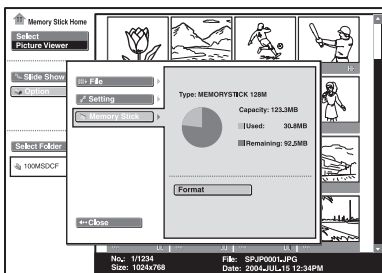 Memory Stick Home
Select
Picture Viewer
Slide Show
Option
Select Folder
100MSDCF
File
Setting
Memory Stick
Close
Type: MEMORYSTICK 128M
Capacity: 123.3MB
Used: 30.8MB
Remaining: 92.5MB
Format
No.: 1/1234
Size: 1024x768
File: SPJP0001.JPG
Date: 2004.JUL.15 12:34PM